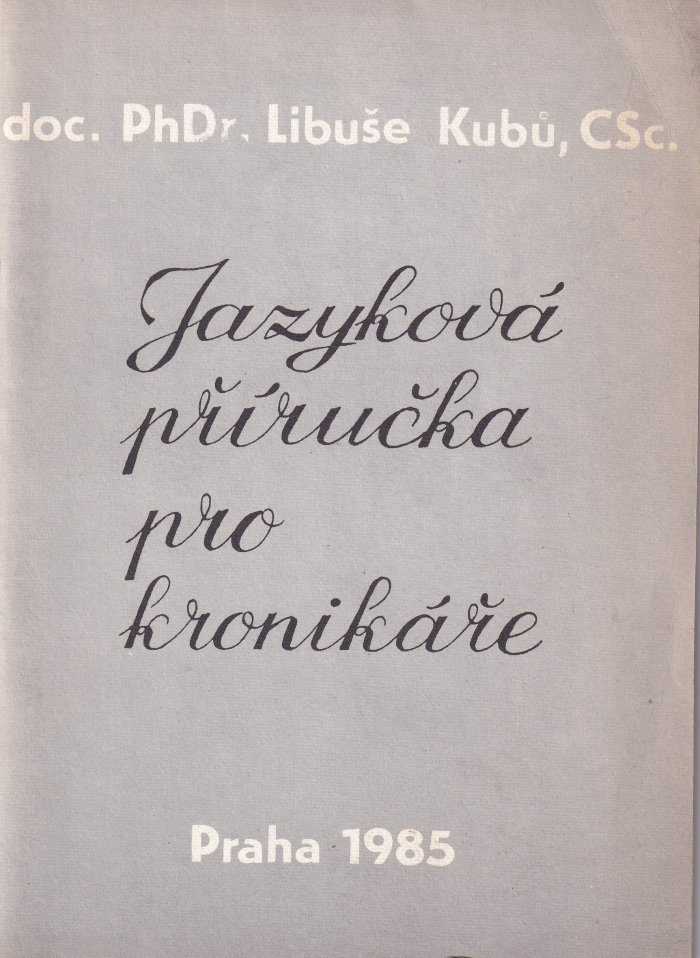 doc. PhDr. Libuše Kubů, CSc.
Jazyková
příručka
pro
kronikáře
Praha 1985